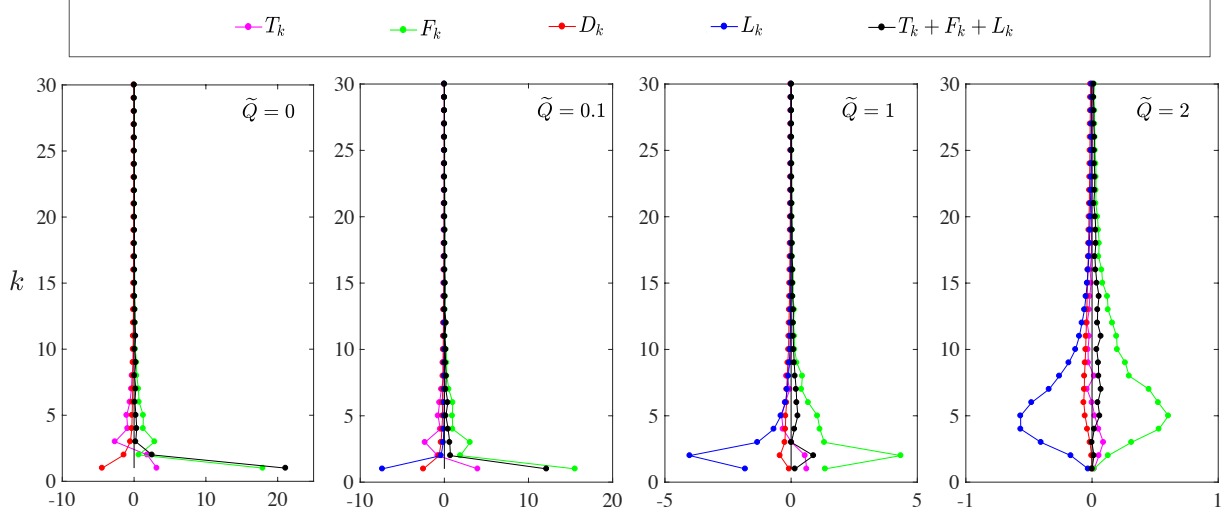 T_k F_k D_k L_k T_k + F_k + L_k
Q̃ = 0 Q̃ = 0.1 Q̃ = 1 Q̃ = 2
30 30 30 30
25 25 25 25
20 20 20 20
k 15 15 15 15
10 10 10 10
5 5 5 5
0 0 0 0
-10 0 10 20 -10 0 10 20 -5 0 5 -1 0 1